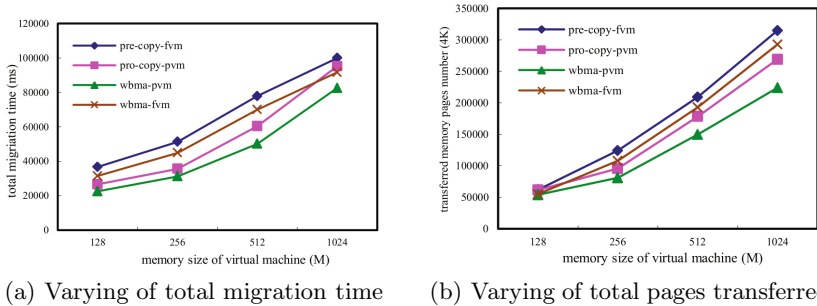 120000
100000
80000
60000
40000
20000
0
total migration time (ms)
pre-copy-fvm
pro-copy-pvm
wbma-pvm
wbma-fvm
128 256 512 1024
memory size of virtual machine (M)
(a) Varying of total migration time
350000
300000
250000
200000
150000
100000
50000
0
transferred memory pages number (4K)
pre-copy-fvm
pro-copy-pvm
wbma-pvm
wbma-fvm
128 256 512 1024
memory size of virtual machine (M)
(b) Varying of total pages transferre